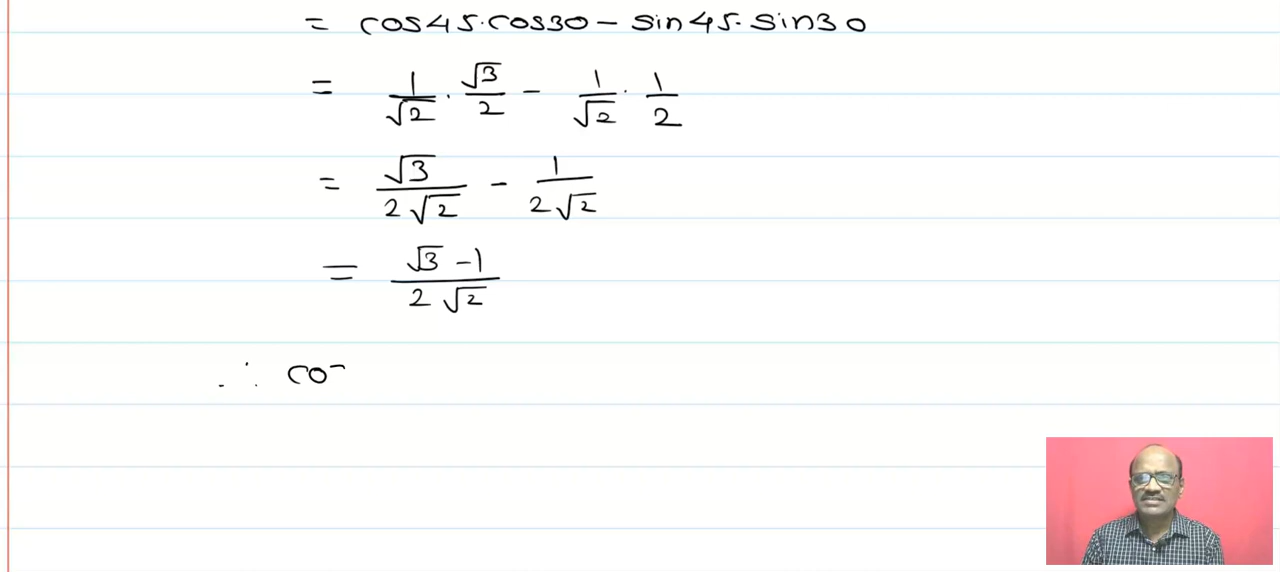 = cos45.cos30 - sin45.sin30
= 1/√2 . √3/2 - 1/√2 . 1/2
= √3/2√2 - 1/2√2
= √3 - 1/2√2
∴ co